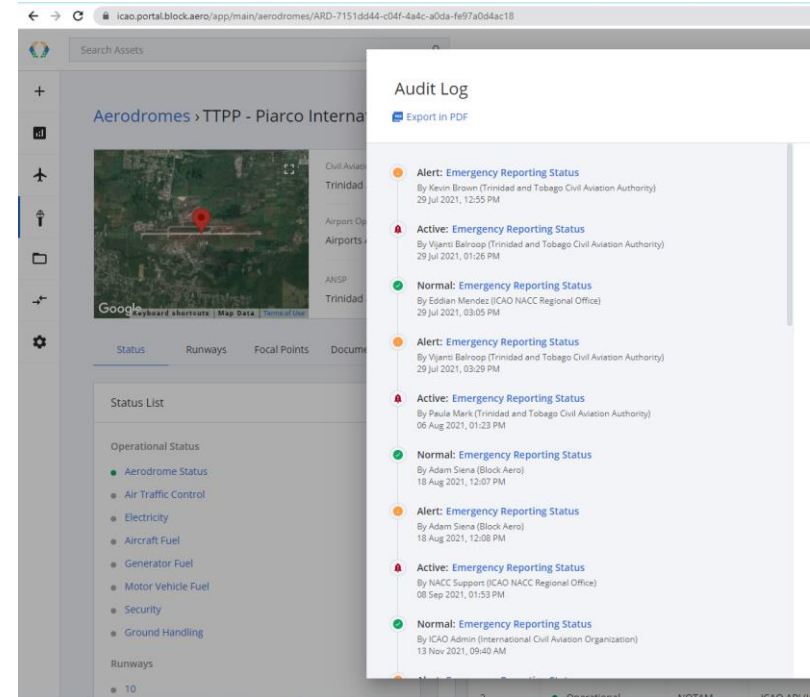 icao.portal.block.aero/app/main/aerodromes/ARD-7151dd44-c04f-4a4c-a0da-fe97a0d4ac18
Search Assets
Aerodromes › TTPP - Piarco Interna
Civil Aviatio
Trinidad
Airport Op
Airports A
ANSP
Trinidad
Google
Keyboard shortcuts
Map Data
Terms of Use
Status
Runways
Focal Points
Docume
Status List
Operational Status
Aerodrome Status
Air Traffic Control
Electricity
Aircraft Fuel
Generator Fuel
Motor Vehicle Fuel
Security
Ground Handling
Runways
10
Audit Log
Export in PDF
Alert: Emergency Reporting Status
By Kevin Brown (Trinidad and Tobago Civil Aviation Authority)
29 Jul 2021, 12:55 PM
Active: Emergency Reporting Status
By Vijanti Balroop (Trinidad and Tobago Civil Aviation Authority)
29 Jul 2021, 01:26 PM
Normal: Emergency Reporting Status
By Eddian Mendez (ICAO NACC Regional Office)
29 Jul 2021, 03:05 PM
Alert: Emergency Reporting Status
By Vijanti Balroop (Trinidad and Tobago Civil Aviation Authority)
29 Jul 2021, 03:29 PM
Active: Emergency Reporting Status
By Paula Mark (Trinidad and Tobago Civil Aviation Authority)
06 Aug 2021, 01:23 PM
Normal: Emergency Reporting Status
By Adam Siena (Block Aero)
18 Aug 2021, 12:07 PM
Alert: Emergency Reporting Status
By Adam Siena (Block Aero)
18 Aug 2021, 12:08 PM
Active: Emergency Reporting Status
By NACC Support (ICAO NACC Regional Office)
08 Sep 2021, 01:53 PM
Normal: Emergency Reporting Status
By ICAO Admin (International Civil Aviation Organization)
13 Nov 2021, 09:40 AM
Operational
NOTAM